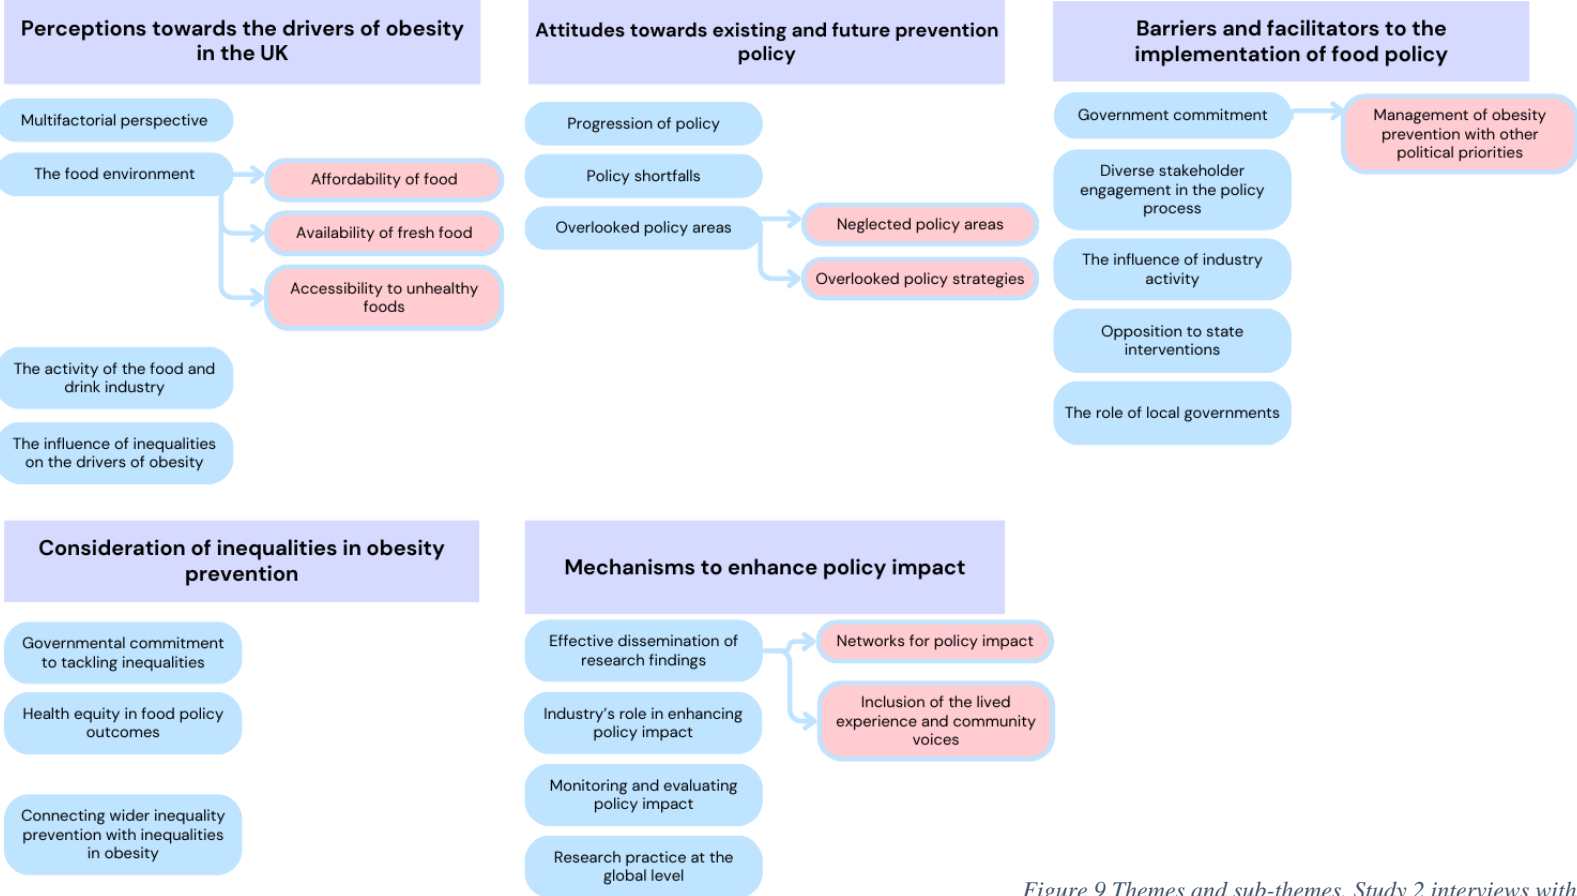 Perceptions towards the drivers of obesity
in the UK
Multifactorial perspective
The food environment
Affordability of food
Availability of fresh food
Accessibility to unhealthy
foods
The activity of the food and
drink industry
The influence of inequalities
on the drivers of obesity
Attitudes towards existing and future prevention
policy
Progression of policy
Policy shortfalls
Overlooked policy areas
Neglected policy areas
Overlooked policy strategies
Barriers and facilitators to the
implementation of food policy
Government commitment
Management of obesity
prevention with other
political priorities
Diverse stakeholder
engagement in the policy
process
The influence of industry
activity
Opposition to state
interventions
The role of local governments
Consideration of inequalities in obesity
prevention
Governmental commitment
to tackling inequalities
Health equity in food policy
outcomes
Connecting wider inequality
prevention with inequalities
in obesity
Mechanisms to enhance policy impact
Effective dissemination of
research findings
Networks for policy impact
Inclusion of the lived
experience and community
voices
Industry's role in enhancing
policy impact
Monitoring and evaluating
policy impact
Research practice at the
global level
Figure 9 Themes and sub-themes, Study 2 interviews with